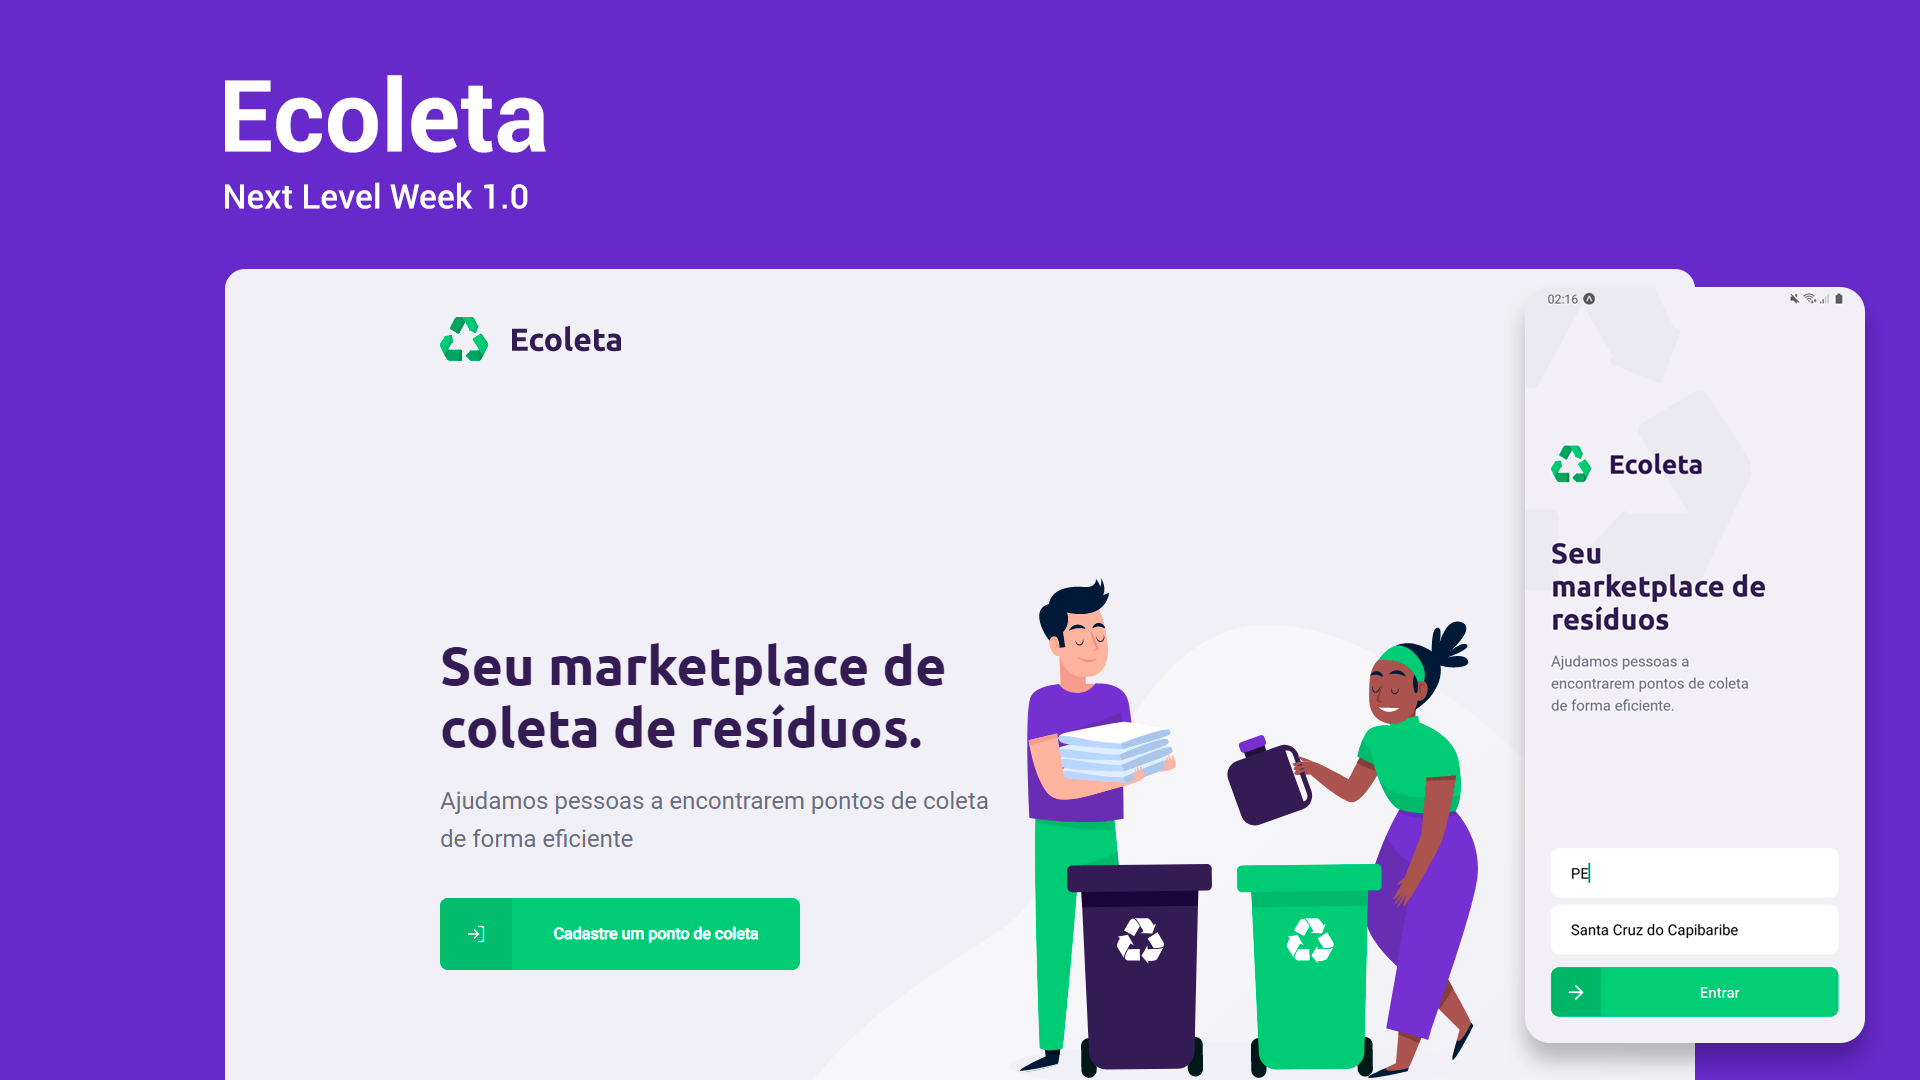 Ecoleta
Next Level Week 1.0
Ecoleta
Seu marketplace de
coleta de resíduos.
Ajudamos pessoas a encontrarem pontos de coleta
de forma eficiente
Cadastre um ponto de coleta
02:16
Ecoleta
Seu
marketplace de
resíduos
Ajudamos pessoas a
encontrarem pontos de coleta
de forma eficiente.
PE
Santa Cruz do Capibaribe
Entrar